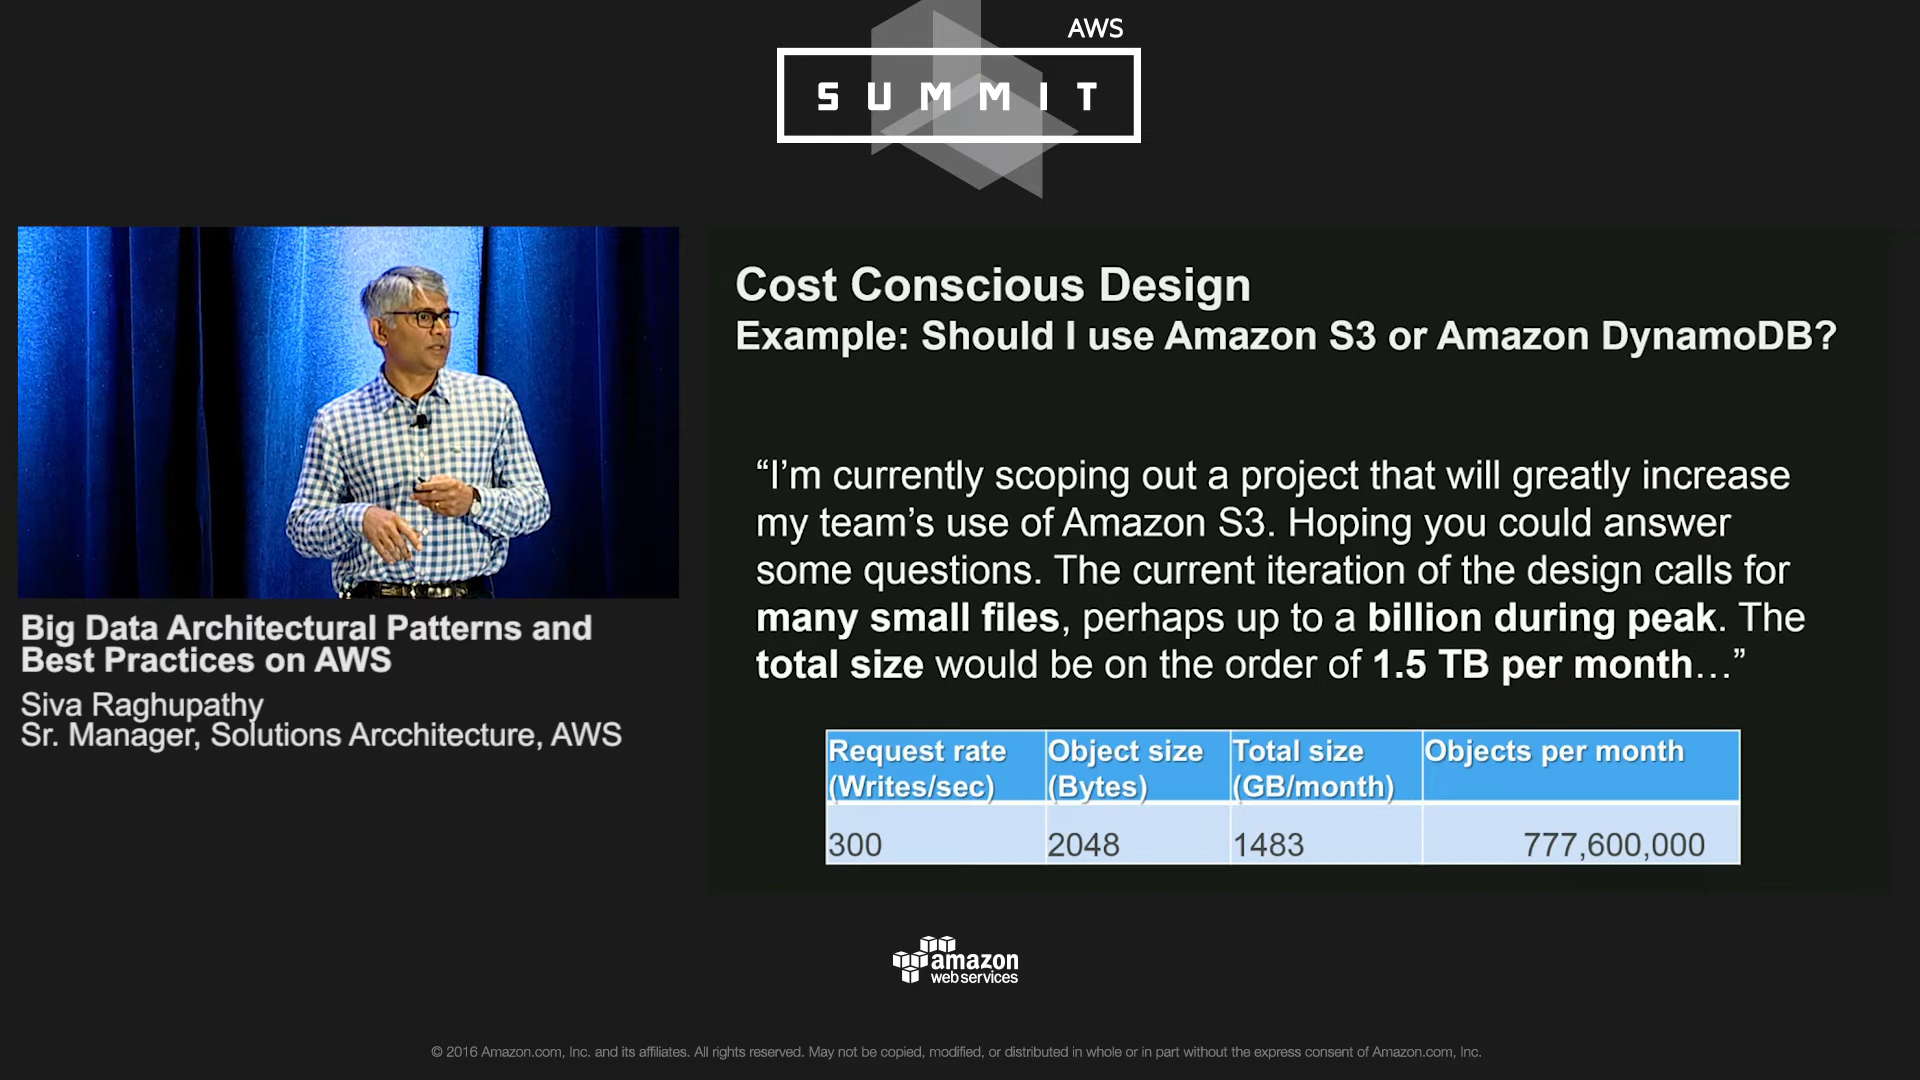 AWS
SUMMIT
Cost Conscious Design
Example: Should I use Amazon S3 or Amazon DynamoDB?
“I’m currently scoping out a project that will greatly increase
my team’s use of Amazon S3. Hoping you could answer
some questions. The current iteration of the design calls for
many small files, perhaps up to a billion during peak. The
total size would be on the order of 1.5 TB per month…”
Request rate (Writes/sec) Object size (Bytes) Total size (GB/month) Objects per month
300 2048 1483 777,600,000
Big Data Architectural Patterns and
Best Practices on AWS
Siva Raghupathy
Sr. Manager, Solutions Arcchitecture, AWS
amazon
webservices
© 2016 Amazon.com, Inc. and its affiliates. All rights reserved. May not be copied, modified, or distributed in whole or in part without the express consent of Amazon.com, Inc.